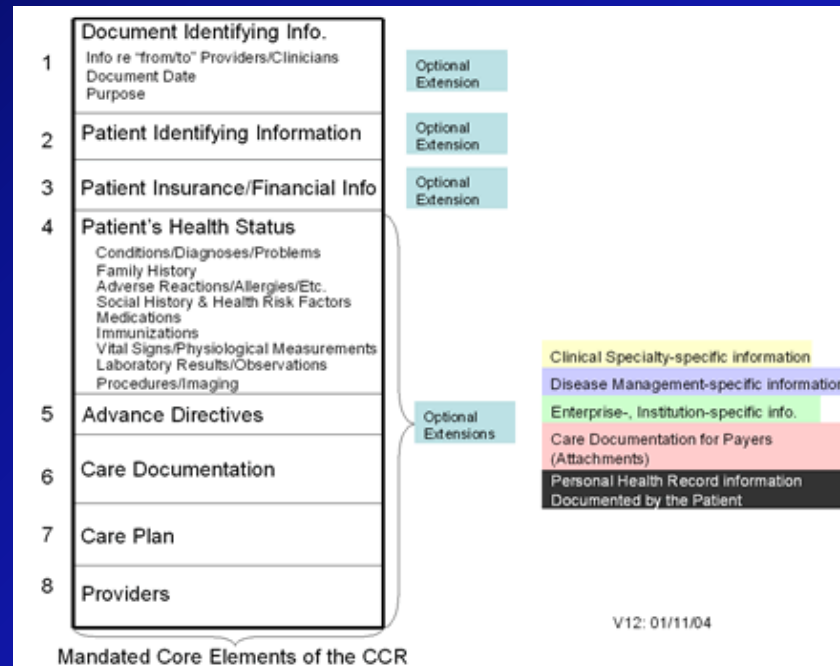 1
Document Identifying Info.
Info re "from/to" Providers/Clinicians
Document Date
Purpose
Optional
Extension
2
Patient Identifying Information
Optional
Extension
3
Patient Insurance/Financial Info
Optional
Extension
4
Patient's Health Status
Conditions/Diagnoses/Problems
Family History
Adverse Reactions/Allergies/Etc.
Social History & Health Risk Factors
Medications
Immunizations
Vital Signs/Physiological Measurements
Laboratory Results/Observations
Procedures/Imaging
5
Advance Directives
6
Care Documentation
7
Care Plan
8
Providers
Optional
Extensions
Clinical Specialty-specific information
Disease Management-specific information
Enterprise-, Institution-specific info.
Care Documentation for Payers
(Attachments)
Personal Health Record information
Documented by the Patient
V12: 01/11/04
Mandated Core Elements of the CCR